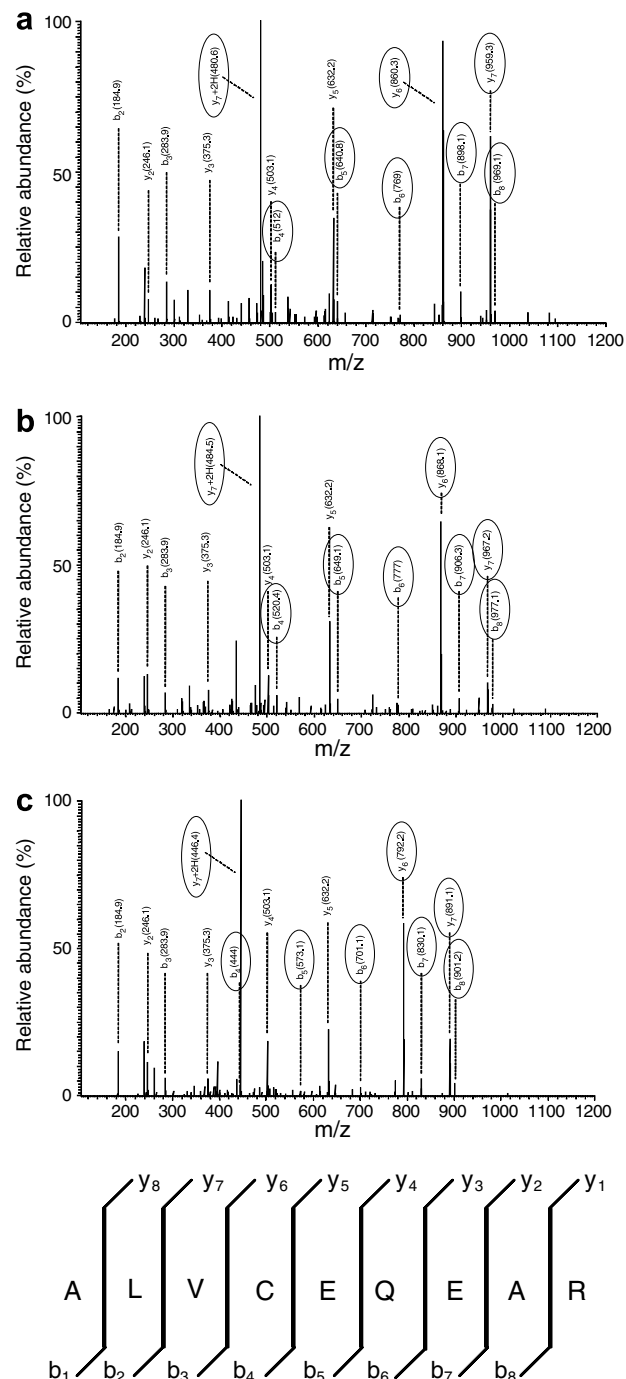 a
Relative abundance (%)
100
50
0
b₂(184.9)
y₂(246.1)
b₃(283.9)
y₃(375.3)
y₇+2H(480.6)
y₄(503.1)
b₄(512)
y₅(632.2)
b₅(640.8)
b₆(769)
y₆(860.3)
b₇(898.1)
y₇(959.3)
b₈(969.1)
200 300 400 500 600 700 800 900 1000 1100 1200
m/z
b
Relative abundance (%)
100
50
0
b₂(184.9)
y₂(246.1)
b₃(283.9)
y₃(375.3)
y₇+2H(484.5)
y₄(503.1)
b₄(520.4)
y₅(632.2)
b₅(649.1)
b₆(777)
y₆(868.1)
b₇(906.3)
y₇(967.2)
b₈(977.1)
200 300 400 500 600 700 800 900 1000 1100 1200
m/z
c
Relative abundance (%)
100
50
0
b₂(184.9)
y₂(246.1)
b₃(283.9)
y₃(375.3)
y₇+2H(446.4)
b₄(444)
y₄(503.1)
b₅(573.1)
y₅(632.2)
b₆(701.1)
y₆(792.2)
b₇(830.1)
y₇(891.1)
b₈(901.2)
200 300 400 500 600 700 800 900 1000 1100 1200
m/z
y₈ y₇ y₆ y₅ y₄ y₃ y₂ y₁
A L V C E Q E A R
b₁ b₂ b₃ b₄ b₅ b₆ b₇ b₈